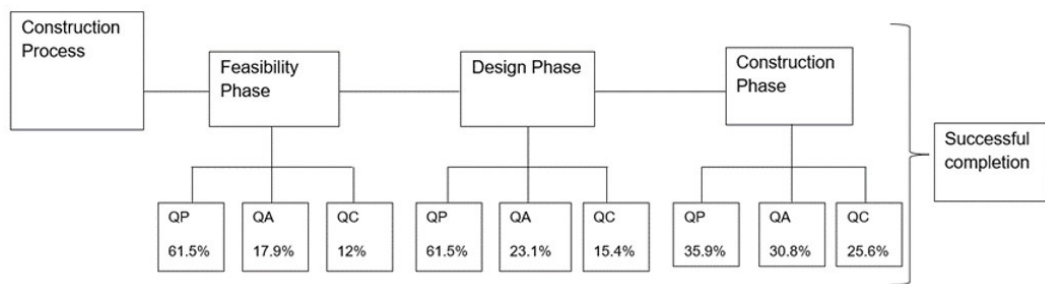 Construction
Process
Feasibility
Phase
Design Phase
Construction
Phase
Successful
completion
QP
61.5%
QA
17.9%
QC
12%
QP
61.5%
QA
23.1%
QC
15.4%
QP
35.9%
QA
30.8%
QC
25.6%